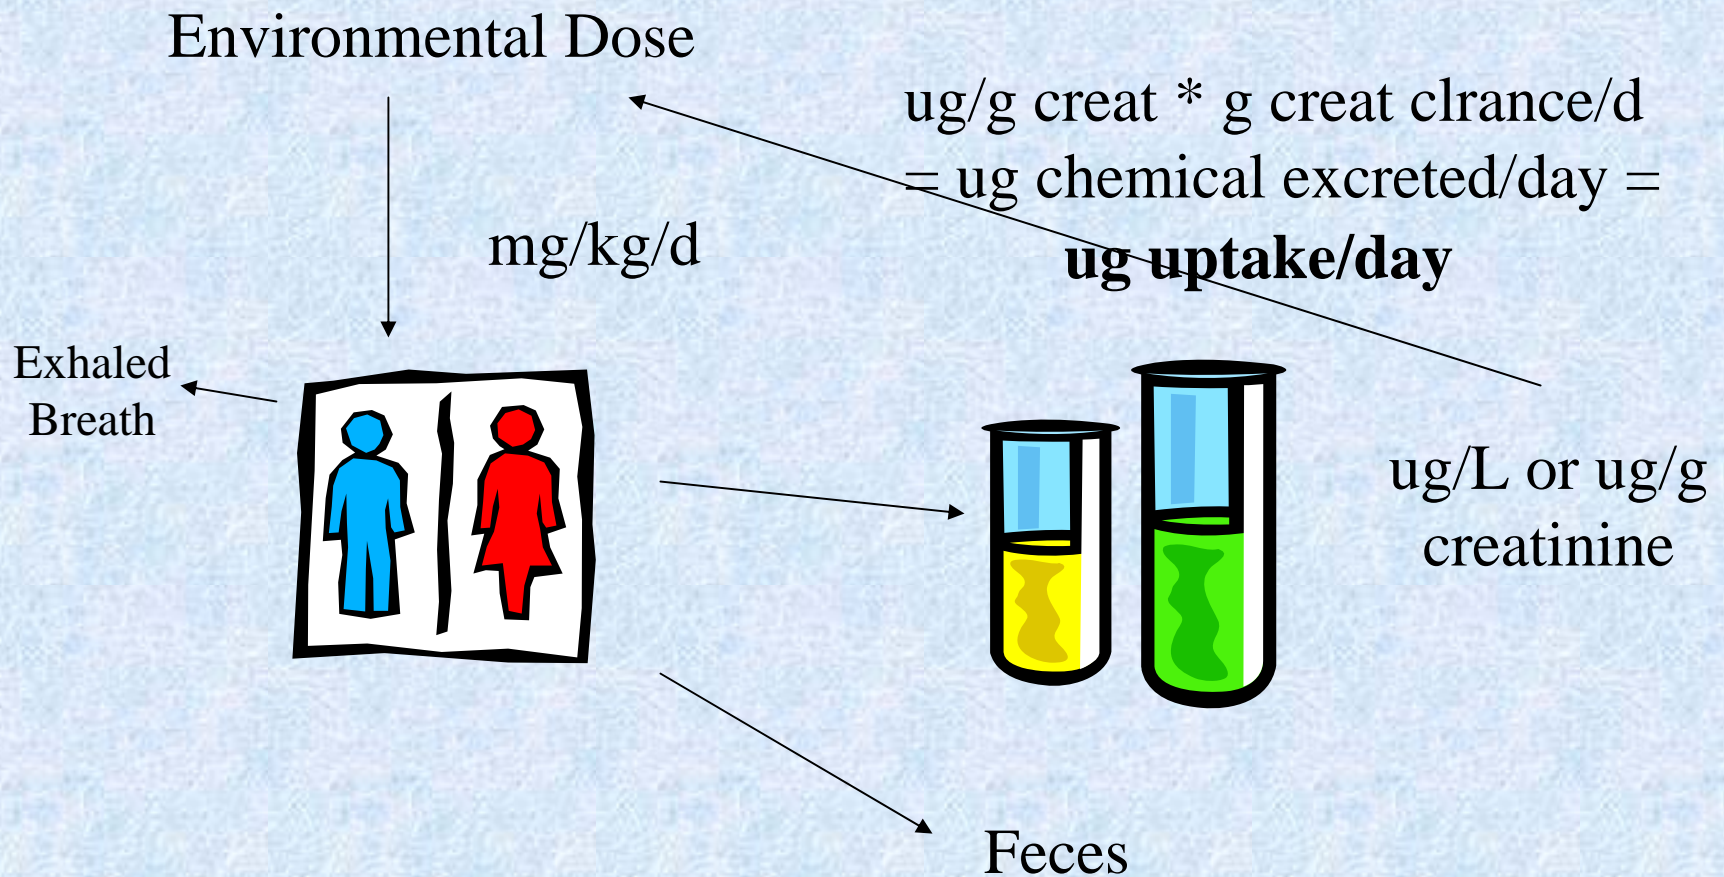 Environmental Dose
ug/g creat * g creat clrance/d
= ug chemical excreted/day =
ug uptake/day
mg/kg/d
Exhaled
Breath
ug/L or ug/g
creatinine
Feces